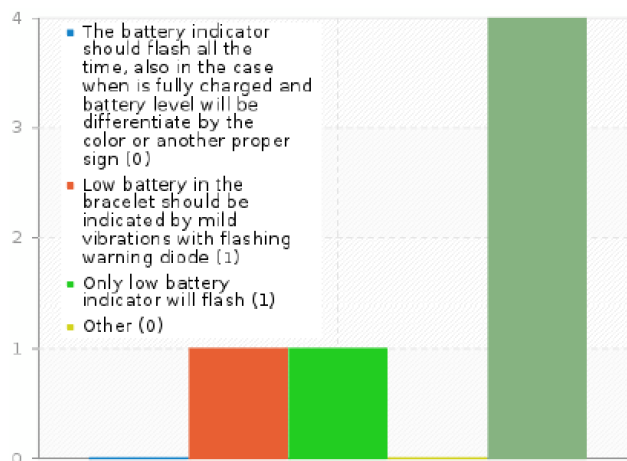 4
The battery indicator
should flash all the
time, also in the case
when is fully charged and
battery level will be
differentiate by the
color or another proper
sign (0)
3
Low battery in the
bracelet should be
indicated by mild
vibrations with flashing
warning diode (1)
2
Only low battery
indicator will flash (1)
Other (0)
1
0